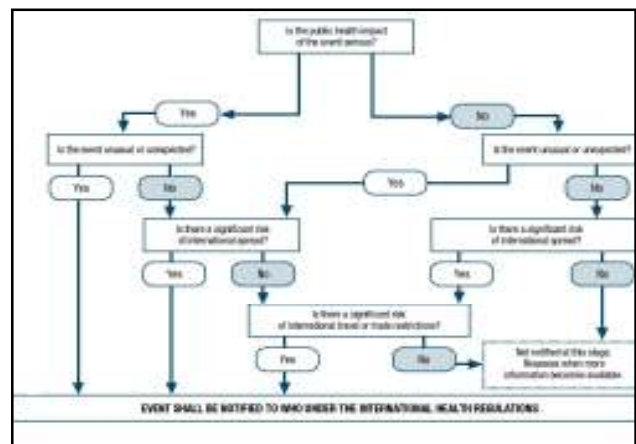 Is the public health impact
of the event serious?
Yes
No
Is the event unusual or unexpected?
Is the event unusual or unexpected?
Yes
No
Yes
No
Is there a significant risk
of international spread?
Is there a significant risk
of international spread?
Yes
No
Yes
No
Is there a significant risk
of international travel or trade restrictions?
Yes
No
Not notified at this stage.
Reassess when more
information becomes available.
EVENT SHALL BE NOTIFIED TO WHO UNDER THE INTERNATIONAL HEALTH REGULATIONS